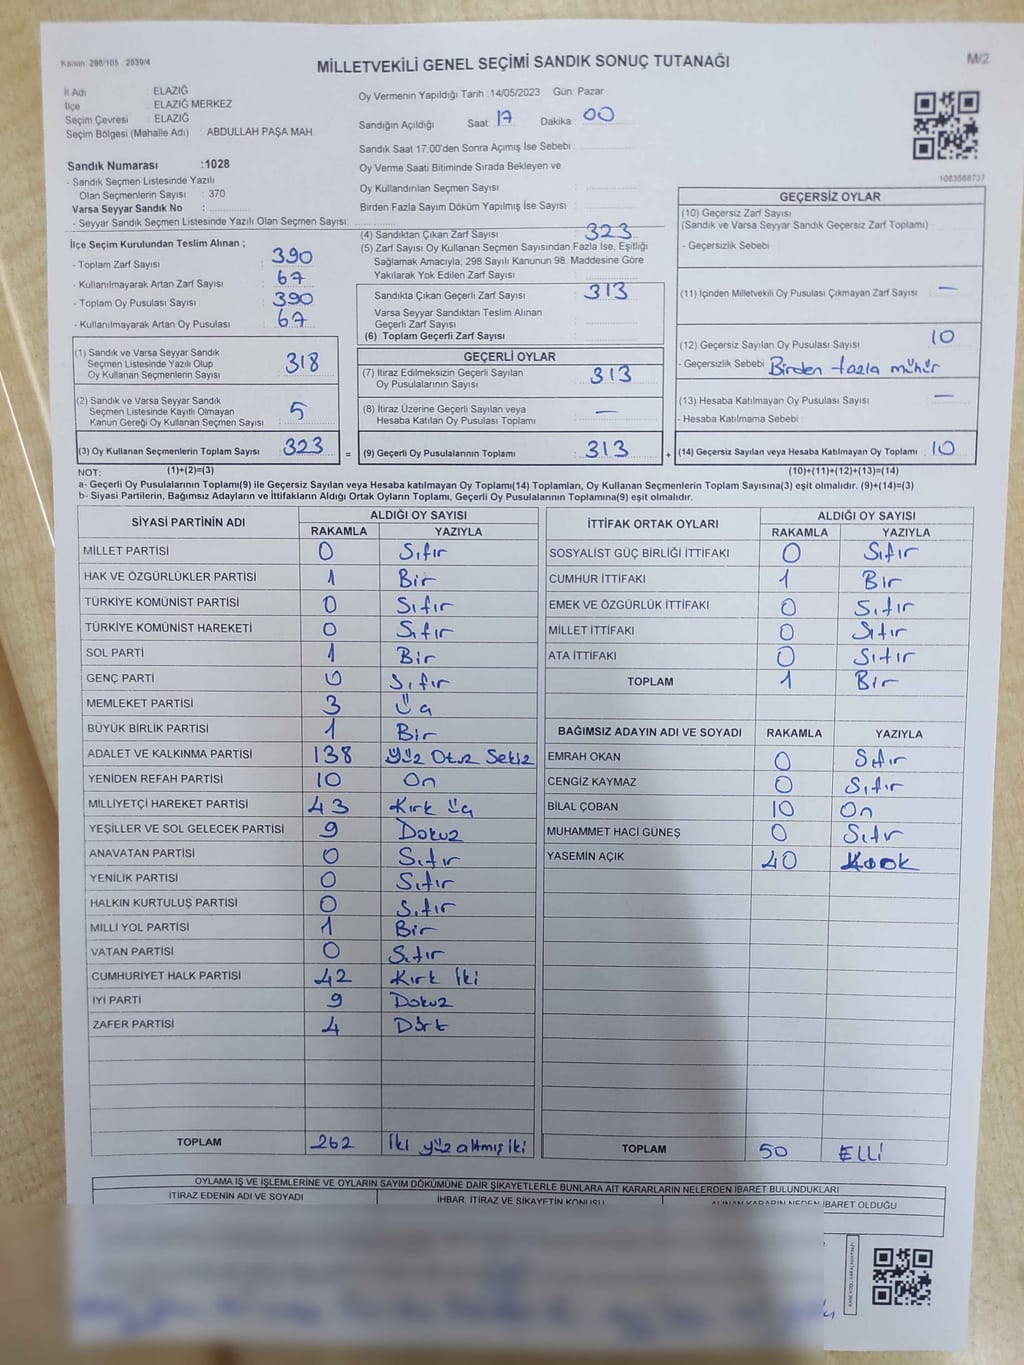 Kanun: 298/105 . 2839/4
MİLLETVEKİLİ GENEL SEÇİMİ SANDIK SONUÇ TUTANAĞI
M/2
İl Adı : ELAZIĞ
İlçe : ELAZIĞ MERKEZ
Seçim Çevresi : ELAZIĞ
Seçim Bölgesi (Mahalle Adı) : ABDULLAH PAŞA MAH.
Oy Vermenin Yapıldığı Tarih : 14/05/2023 Gün: Pazar
Sandığın Açıldığı Saat 17 Dakika 00
Sandık Saat 17.00'den Sonra Açımış İse Sebebi :
Oy Verme Saati Bitiminde Sırada Bekleyen ve
Oy Kullandırılan Seçmen Sayısı :
Birden Fazla Sayım Döküm Yapılmış İse Sayısı :
1083568737
Sandık Numarası :1028
- Sandık Seçmen Listesinde Yazılı
Olan Seçmenlerin Sayısı : 370
Varsa Seyyar Sandık No :
- Seyyar Sandık Seçmen Listesinde Yazılı Olan Seçmen Sayısı:
İlçe Seçim Kurulundan Teslim Alınan ;
- Toplam Zarf Sayısı : 390
- Kullanılmayarak Artan Zarf Sayısı : 67
- Toplam Oy Pusulası Sayısı : 390
- Kullanılmayarak Artan Oy Pusulası : 67
(4) Sandıktan Çıkan Zarf Sayısı : 323
(5) Zarf Sayısı Oy Kullanan Seçmen Sayısından Fazla İse, Eşitliği
Sağlamak Amacıyla; 298 Sayılı Kanunun 98. Maddesine Göre
Yakılarak Yok Edilen Zarf Sayısı :
Sandıkta Çıkan Geçerli Zarf Sayısı : 313
Varsa Seyyar Sandıktan Teslim Alınan
Geçerli Zarf Sayısı :
(6) Toplam Geçerli Zarf Sayısı :
GEÇERSİZ OYLAR
(10) Geçersiz Zarf Sayısı
(Sandık ve Varsa Seyyar Sandık Geçersiz Zarf Toplamı) :
- Geçersizlik Sebebi :
(11) İçinden Milletvekili Oy Pusulası Çıkmayan Zarf Sayısı : —
(12) Geçersiz Sayılan Oy Pusulası Sayısı : 10
- Geçersizlik Sebebi : Birden fazla mühür
(13) Hesaba Katılmayan Oy Pusulası Sayısı : —
- Hesaba Katılmama Sebebi :
(1) Sandık ve Varsa Seyyar Sandık
Seçmen Listesinde Yazılı Olup
Oy Kullanan Seçmenlerin Sayısı : 318
(2) Sandık ve Varsa Seyyar Sandık
Seçmen Listesinde Kayıtlı Olmayan
Kanun Gereği Oy Kullanan Seçmen Sayısı : 5
GEÇERLİ OYLAR
(7) İtiraz Edilmeksizin Geçerli Sayılan
Oy Pusulalarının Sayısı : 313
(8) İtiraz Üzerine Geçerli Sayılan veya
Hesaba Katılan Oy Pusulası Toplamı : —
(3) Oy Kullanan Seçmenlerin Toplam Sayısı : 323 = (9) Geçerli Oy Pusulalarının Toplamı : 313 + (14) Geçersiz Sayılan veya Hesaba Katılmayan Oy Toplamı : 10
NOT: (1)+(2)=(3) (10)+(11)+(12)+(13)=(14)
a- Geçerli Oy Pusulalarının Toplamı(9) ile Geçersiz Sayılan veya Hesaba katılmayan Oy Toplamı(14) Toplamları, Oy Kullanan Seçmenlerin Toplam Sayısına(3) eşit olmalıdır. (9)+(14)=(3)
b- Siyasi Partilerin, Bağımsız Adayların ve İttifakların Aldığı Ortak Oyların Toplamı, Geçerli Oy Pusulalarının Toplamına(9) eşit olmalıdır.
SİYASİ PARTİNİN ADI ALDIĞI OY SAYISI
RAKAMLA YAZIYLA
MİLLET PARTİSİ 0 Sıfır
HAK VE ÖZGÜRLÜKLER PARTİSİ 1 Bir
TÜRKİYE KOMÜNİST PARTİSİ 0 Sıfır
TÜRKİYE KOMÜNİST HAREKETİ 0 Sıfır
SOL PARTİ 1 Bir
GENÇ PARTİ 0 Sıfır
MEMLEKET PARTİSİ 3 Üç
BÜYÜK BİRLİK PARTİSİ 1 Bir
ADALET VE KALKINMA PARTİSİ 138 Yüz Otuz Sekiz
YENİDEN REFAH PARTİSİ 10 On
MİLLİYETÇİ HAREKET PARTİSİ 43 Kırk üç
YEŞİLLER VE SOL GELECEK PARTİSİ 9 Dokuz
ANAVATAN PARTİSİ 0 Sıfır
YENİLİK PARTİSİ 0 Sıfır
HALKIN KURTULUŞ PARTİSİ 0 Sıfır
MİLLİ YOL PARTİSİ 1 Bir
VATAN PARTİSİ 0 Sıfır
CUMHURİYET HALK PARTİSİ 42 Kırk İki
İYİ PARTİ 9 Dokuz
ZAFER PARTİSİ 4 Dört
TOPLAM 262 İki yüz altmış iki
İTTİFAK ORTAK OYLARI ALDIĞI OY SAYISI
RAKAMLA YAZIYLA
SOSYALİST GÜÇ BİRLİĞİ İTTİFAKI 0 Sıfır
CUMHUR İTTİFAKI 1 Bir
EMEK VE ÖZGÜRLÜK İTTİFAKI 0 Sıfır
MİLLET İTTİFAKI 0 Sıfır
ATA İTTİFAKI 0 Sıfır
TOPLAM 1 Bir
BAĞIMSIZ ADAYIN ADI VE SOYADI RAKAMLA YAZIYLA
EMRAH OKAN 0 Sıfır
CENGİZ KAYMAZ 0 Sıfır
BİLAL ÇOBAN 10 On
MUHAMMET HACİ GÜNEŞ 0 Sıfır
YASEMİN AÇIK 40
TOPLAM 50 ELLİ
OYLAMA İŞ VE İŞLEMLERİNE VE OYLARIN SAYIM DÖKÜMÜNE DAİR ŞİKAYETLERLE BUNLARA AİT KARARLARIN NELERDEN İBARET BULUNDUKLARI
İTİRAZ EDENİN ADI VE SOYADI İHBAR, İTİRAZ VE ŞİKAYETİN KONUSU ALINAN KARARIN NEDEN İBARET OLDUĞU